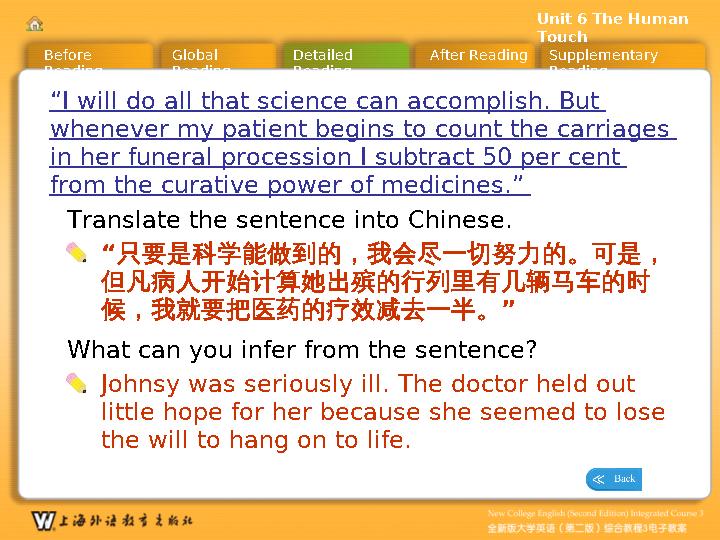 Unit 6 The Human
Touch
Before
Reading
Global
Reading
Detailed
Reading
After Reading
Supplementary
Reading
“I will do all that science can accomplish. But
whenever my patient begins to count the carriages
in her funeral procession I subtract 50 per cent
from the curative power of medicines.”
Translate the sentence into Chinese.
“只要是科学能做到的，我会尽一切努力的。可是，
但凡病人开始计算她出殡的行列里有几辆马车的时
候，我就要把医药的疗效减去一半。”
What can you infer from the sentence?
Johnsy was seriously ill. The doctor held out
little hope for her because she seemed to lose
the will to hang on to life.
Back
上海外语教育出版社
New College English (Second Edition) Integrated Course 3
全新版大学英语（第二版）综合教程3电子教案